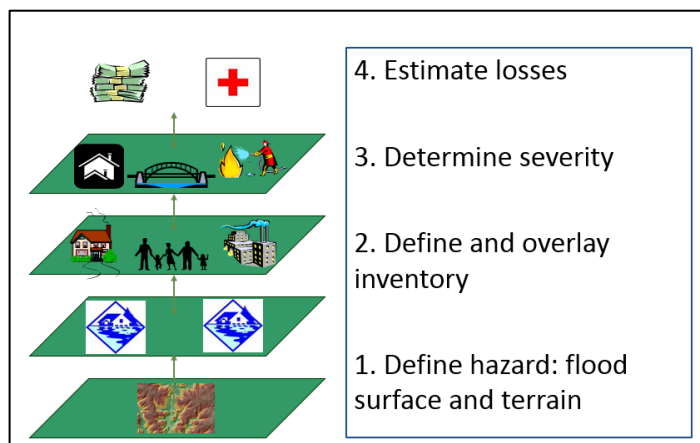 4. Estimate losses
3. Determine severity
2. Define and overlay
inventory
1. Define hazard: flood
surface and terrain